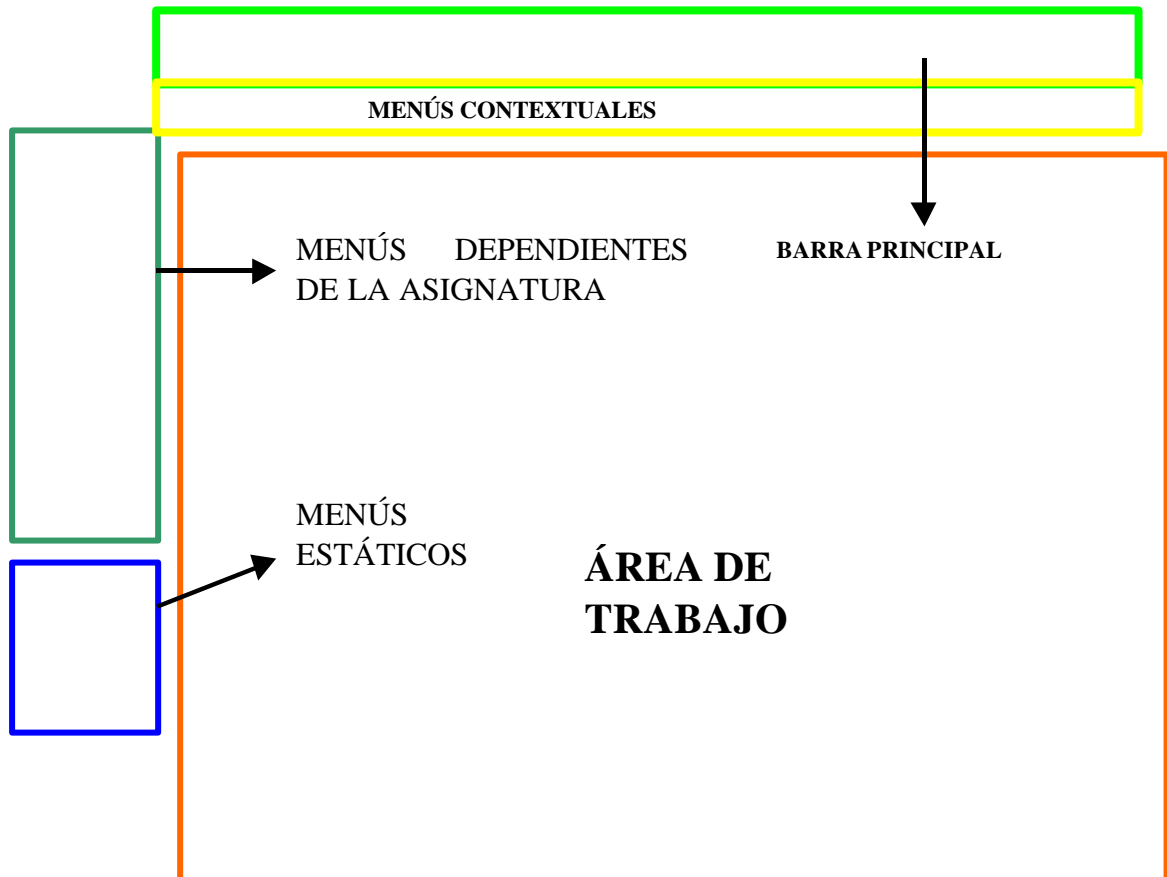 MENÚS CONTEXTUALES
MENÚS DEPENDIENTES
DE LA ASIGNATURA
BARRA PRINCIPAL
MENÚS
ESTÁTICOS
ÁREA DE
TRABAJO